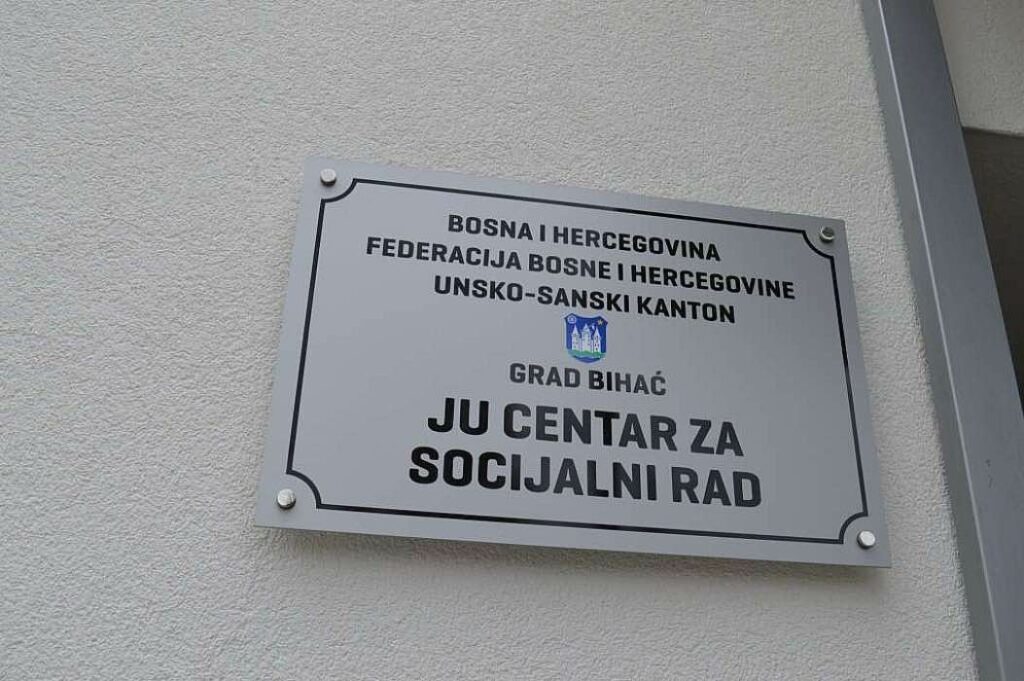 BOSNA I HERCEGOVINA
FEDERACIJA BOSNE I HERCEGOVINE
UNSKO-SANSKI KANTON
GRAD BIHAĆ
JU CENTAR ZA
SOCIJALNI RAD